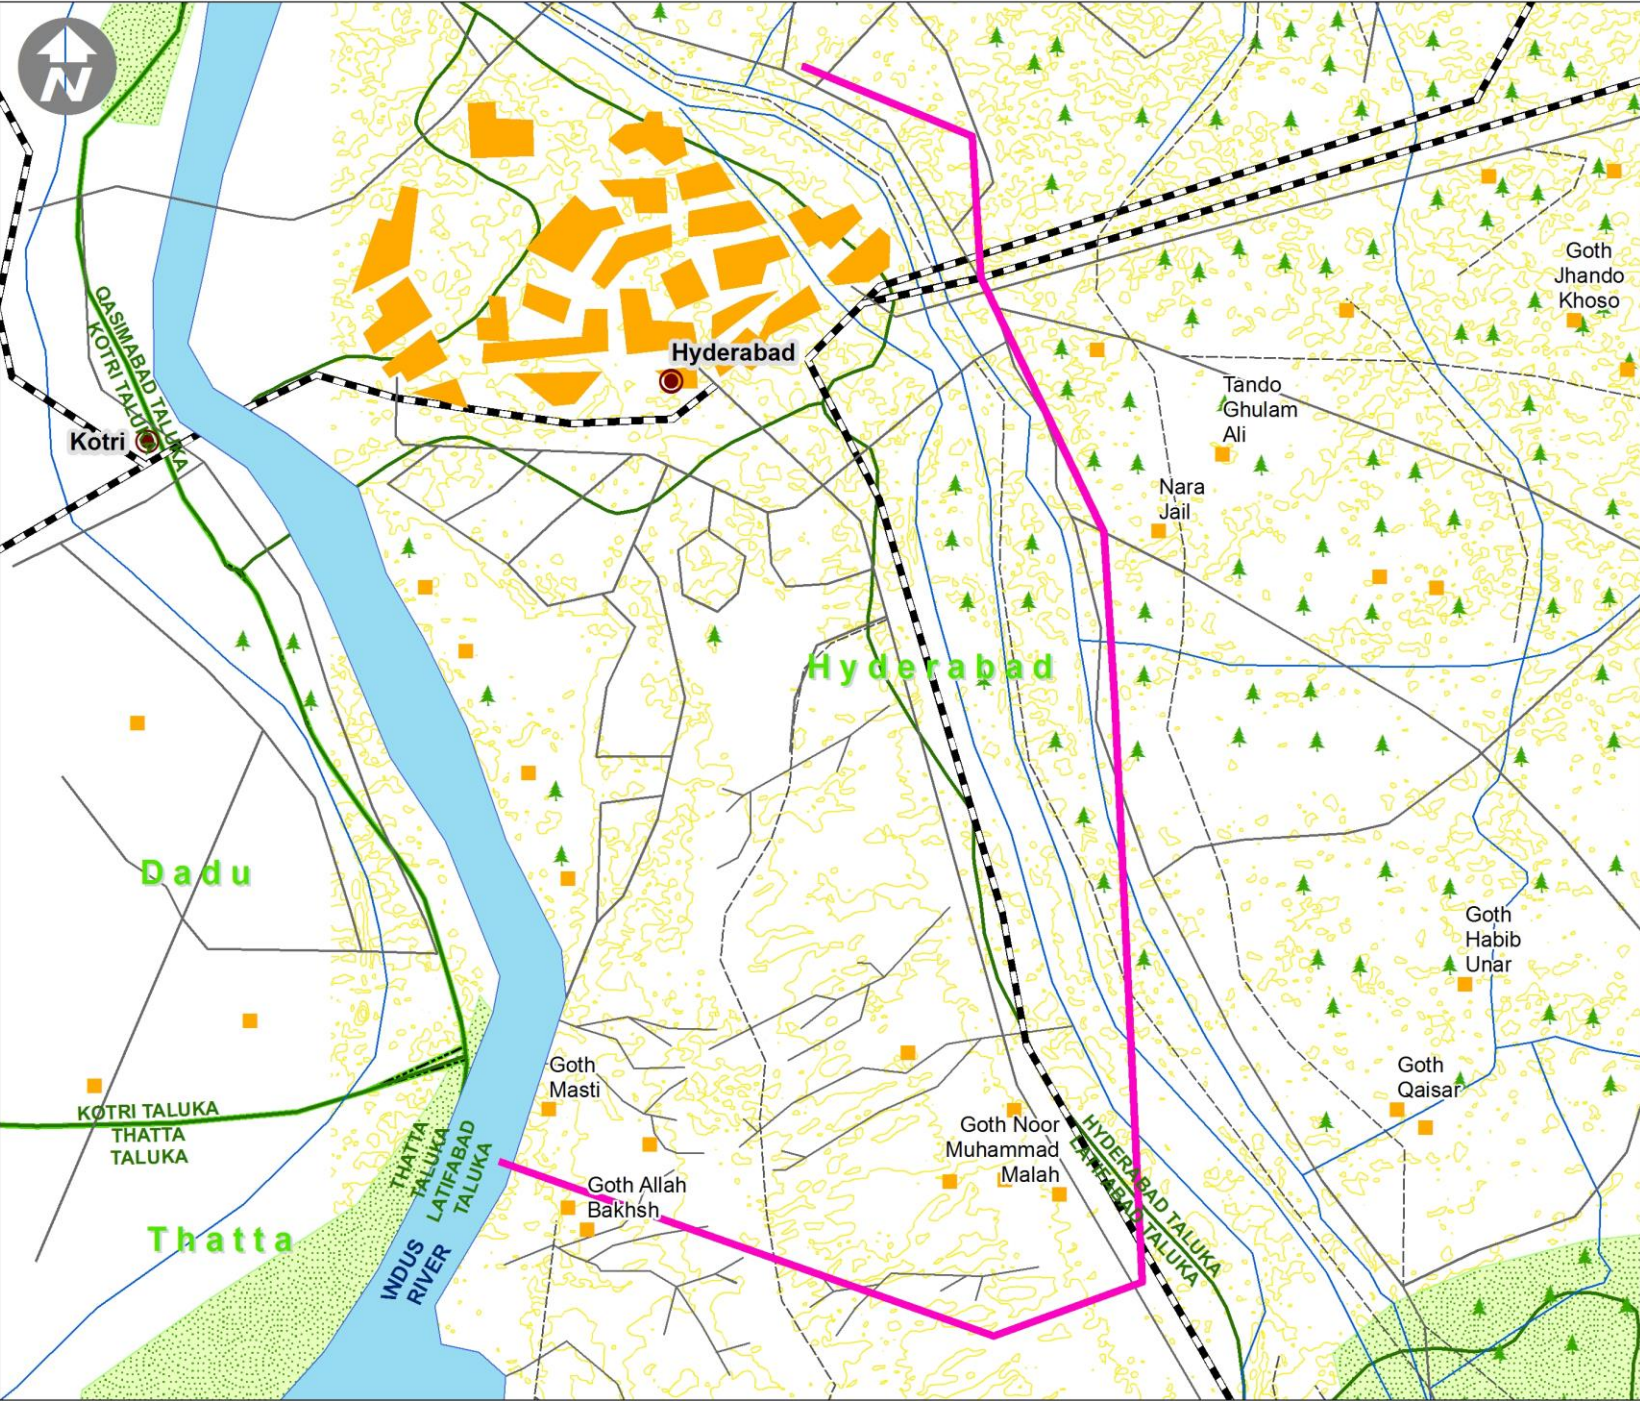 N
Goth
Jhando
Khoso
QASIMABAD TALUKA
KOTRI TALUKA
Hyderabad
Kotri
Tando
Ghulam
Ali
Nara
Jail
Hyderabad
Dadu
Goth
Habib
Unar
Goth
Masti
Goth
Qaisar
KOTRI TALUKA
THATTA
TALUKA
THATTA
TALUKA
LATIFABAD
TALUKA
Goth Noor
Muhammad
Malah
HYDERABAD TALUKA
LATIFABAD TALUKA
Goth Allah
Bakhsh
Thatta
INDUS
RIVER